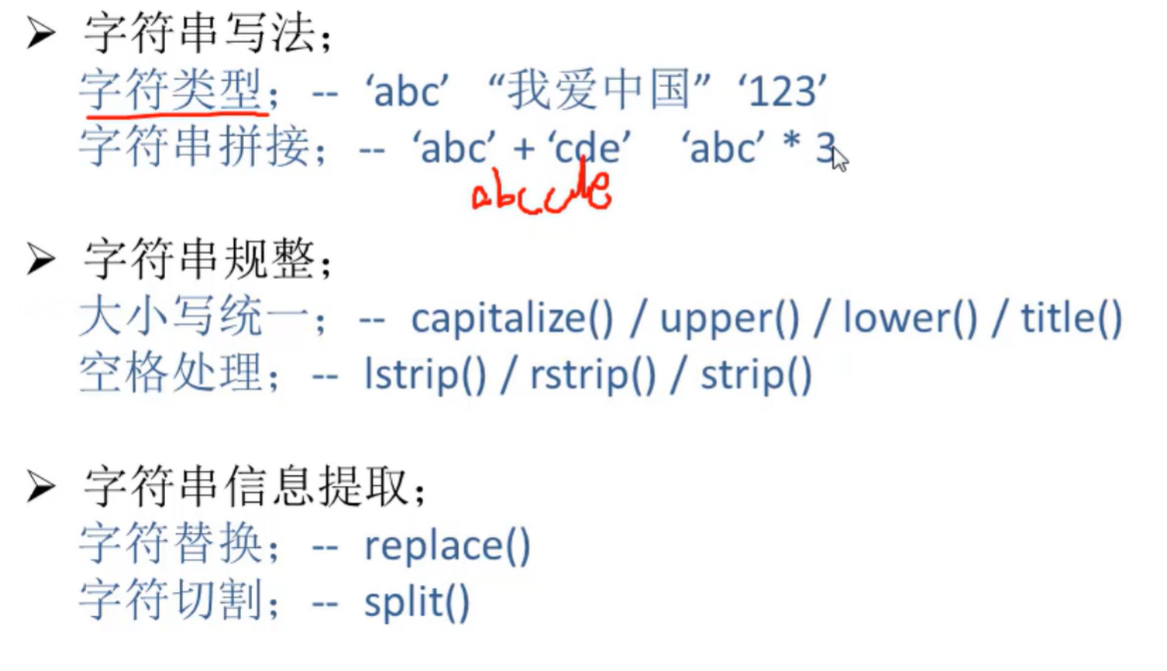 ➢ 字符串写法；
字符类型；-- ‘abc’ “我爱中国” ‘123’
字符串拼接；-- ‘abc’ + ‘cde’ ‘abc’ * 3
abccde
➢ 字符串规整；
大小写统一；-- capitalize() / upper() / lower() / title()
空格处理；-- lstrip() / rstrip() / strip()
➢ 字符串信息提取；
字符替换；-- replace()
字符切割；-- split()